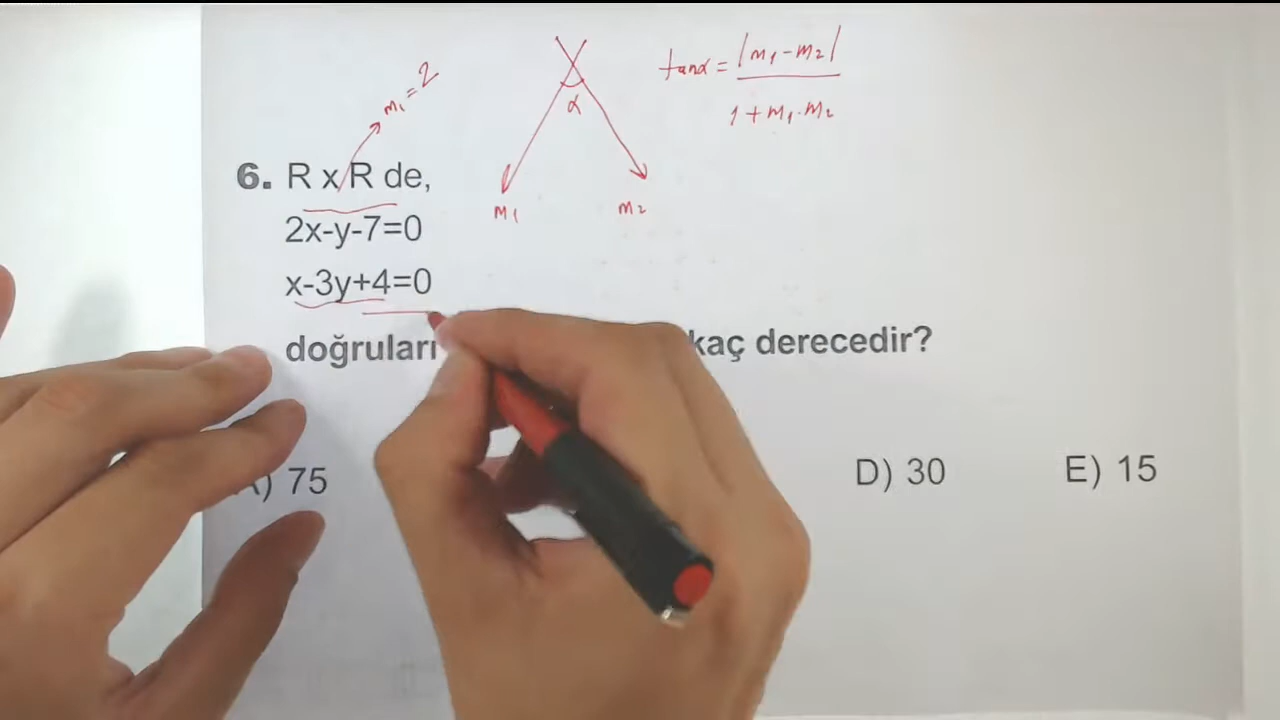 m₁ = 2
tanα = |m₁ - m₂| / 1 + m₁.m₂
α
6. R x R de,
m₁ m₂
2x-y-7=0
x-3y+4=0
doğruları kaç derecedir?
A) 75 D) 30 E) 15